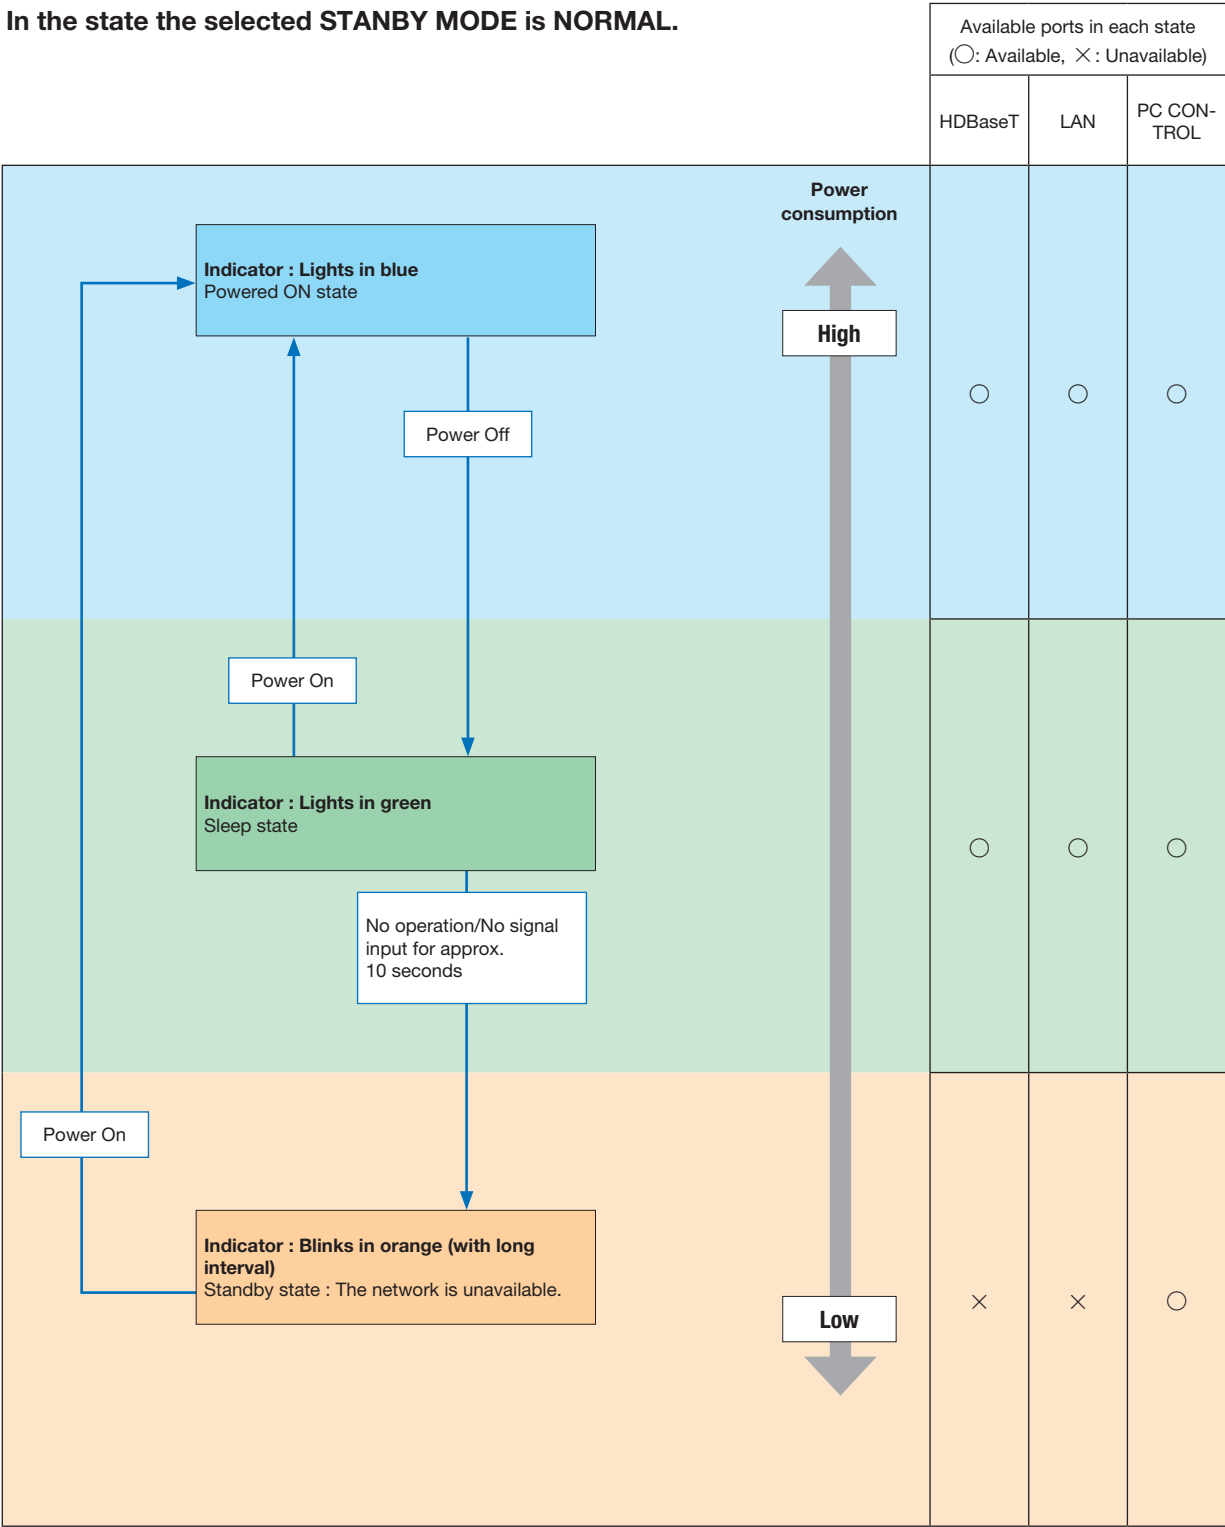 In the state the selected STANBY MODE is NORMAL.
Available ports in each state
(○: Available, ×: Unavailable)
HDBaseT
LAN
PC CON-
TROL
Power
consumption
Indicator : Lights in blue
Powered ON state
High
○
○
○
Power Off
Power On
Indicator : Lights in green
Sleep state
○
○
○
No operation/No signal
input for approx.
10 seconds
Power On
Indicator : Blinks in orange (with long
interval)
Standby state : The network is unavailable.
Low
×
×
○